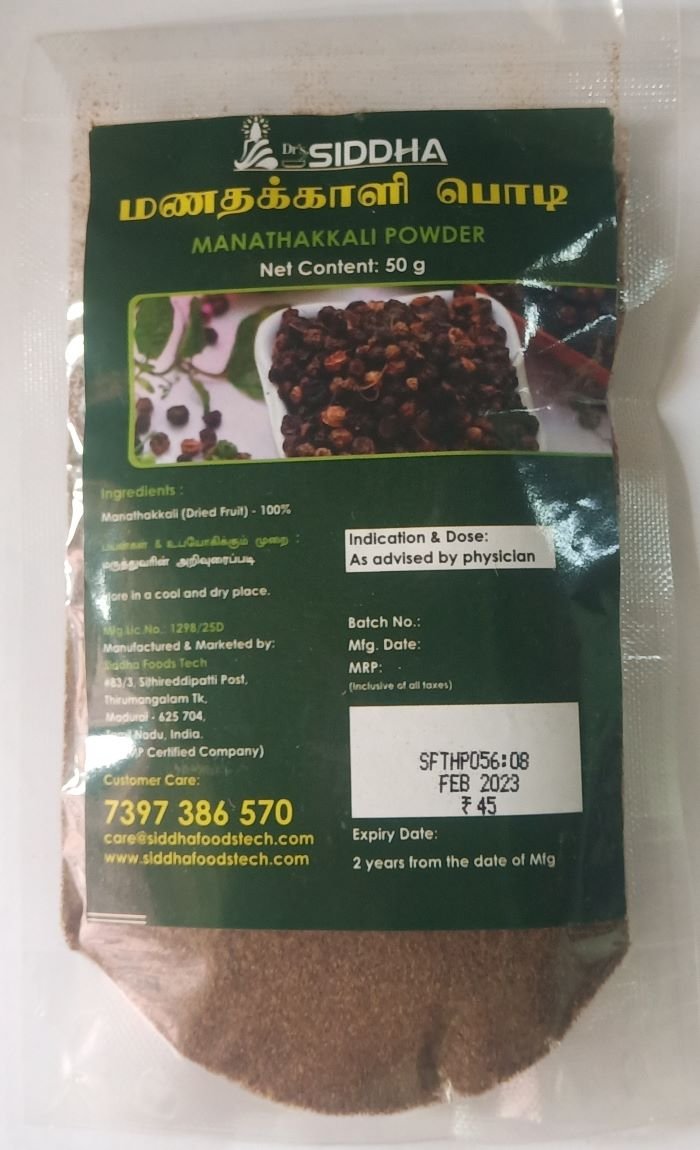 Dr's SIDDHA
மணதக்காளி பொடி
MANATHAKKALI POWDER
Net Content: 50 g
Ingredients :
Manathakkali (Dried Fruit) - 100%
பயன்கள் & உபயோகிக்கும் முறை :
மருத்துவரின் அறிவுரைப்படி
in a cool and dry place.
Mfg.Lic.No.: 1298/25D
Manufactured & Marketed by:
Siddha Foods Tech
#83/3, Sithireddipatti Post,
Thirumangalam Tk,
Madurai - 625 704,
Nadu, India.
Certified Company)
Customer Care:
7397 386 570
care@siddhafoodstech.com
www.siddhafoodstech.com
Indication & Dose:
As advised by physician
Batch No.:
Mfg. Date:
MRP:
(Inclusive of all taxes)
SFTHP056:08
FEB 2023
₹ 45
Expiry Date:
2 years from the date of Mfg